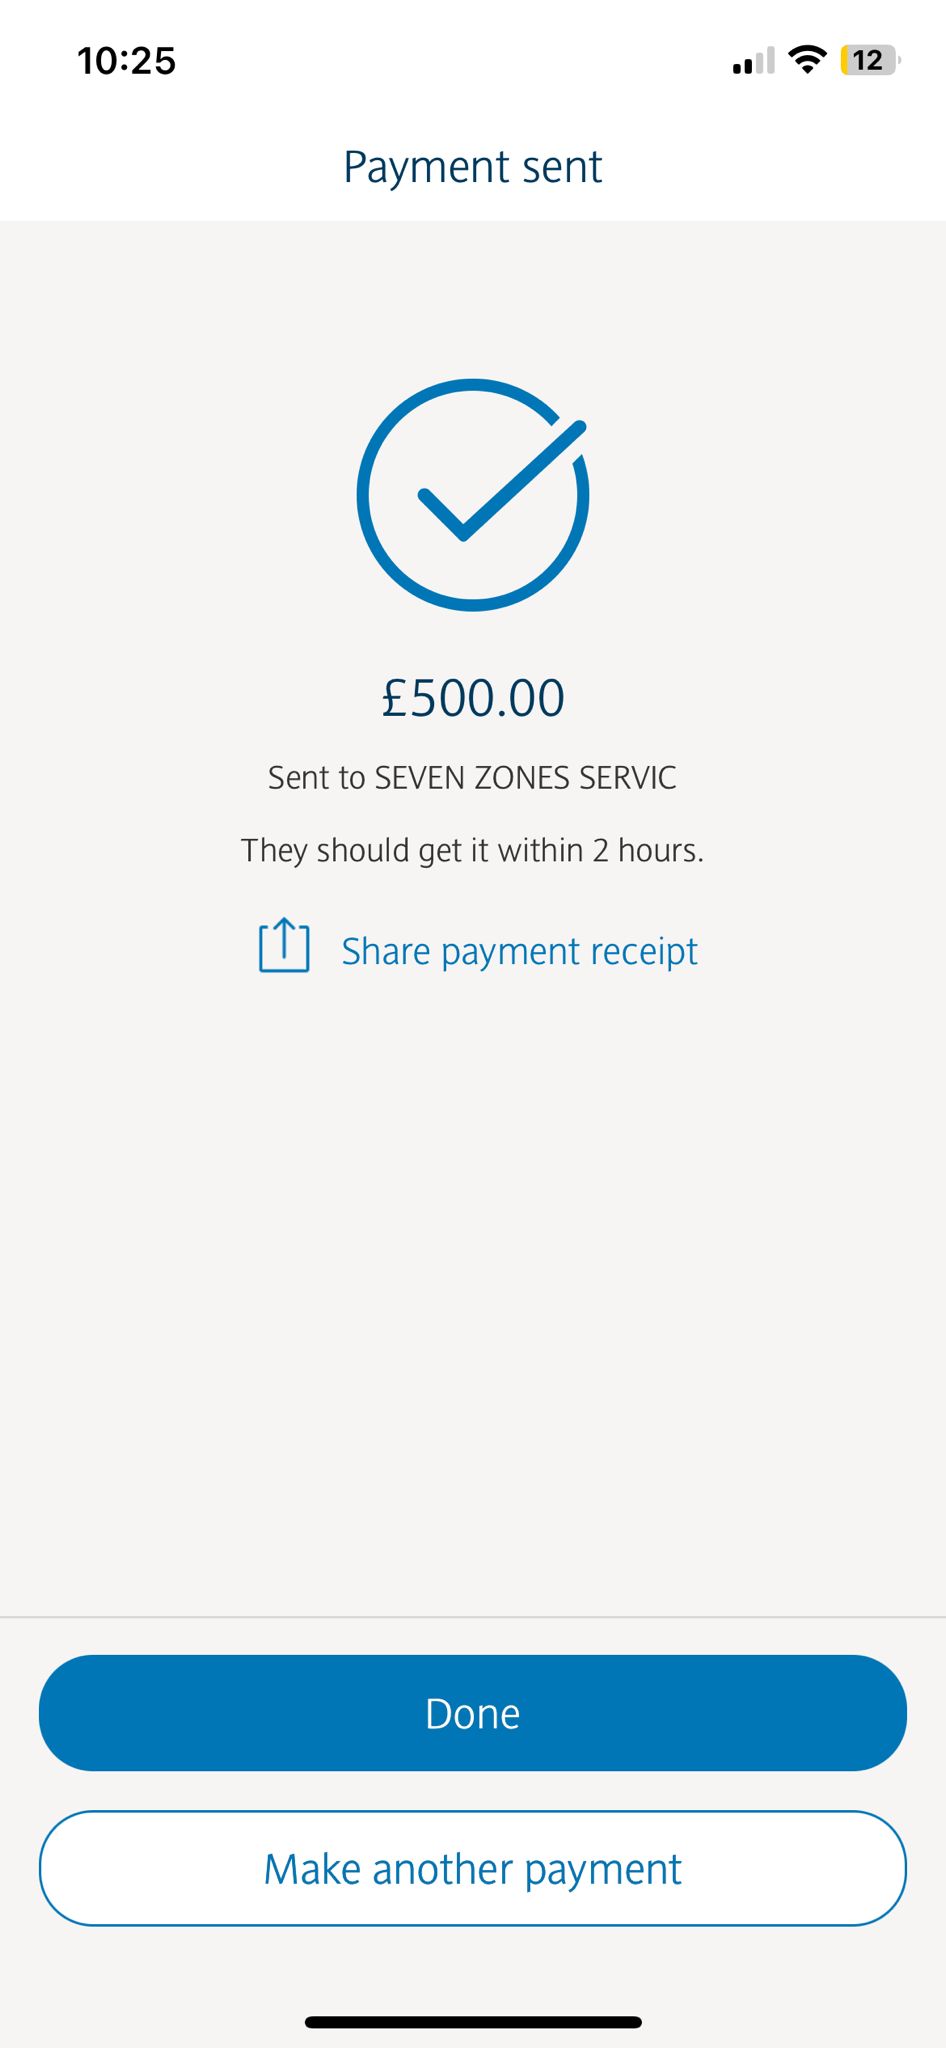 10:25
12
Payment sent
£500.00
Sent to SEVEN ZONES SERVIC
They should get it within 2 hours.
Share payment receipt
Done
Make another payment